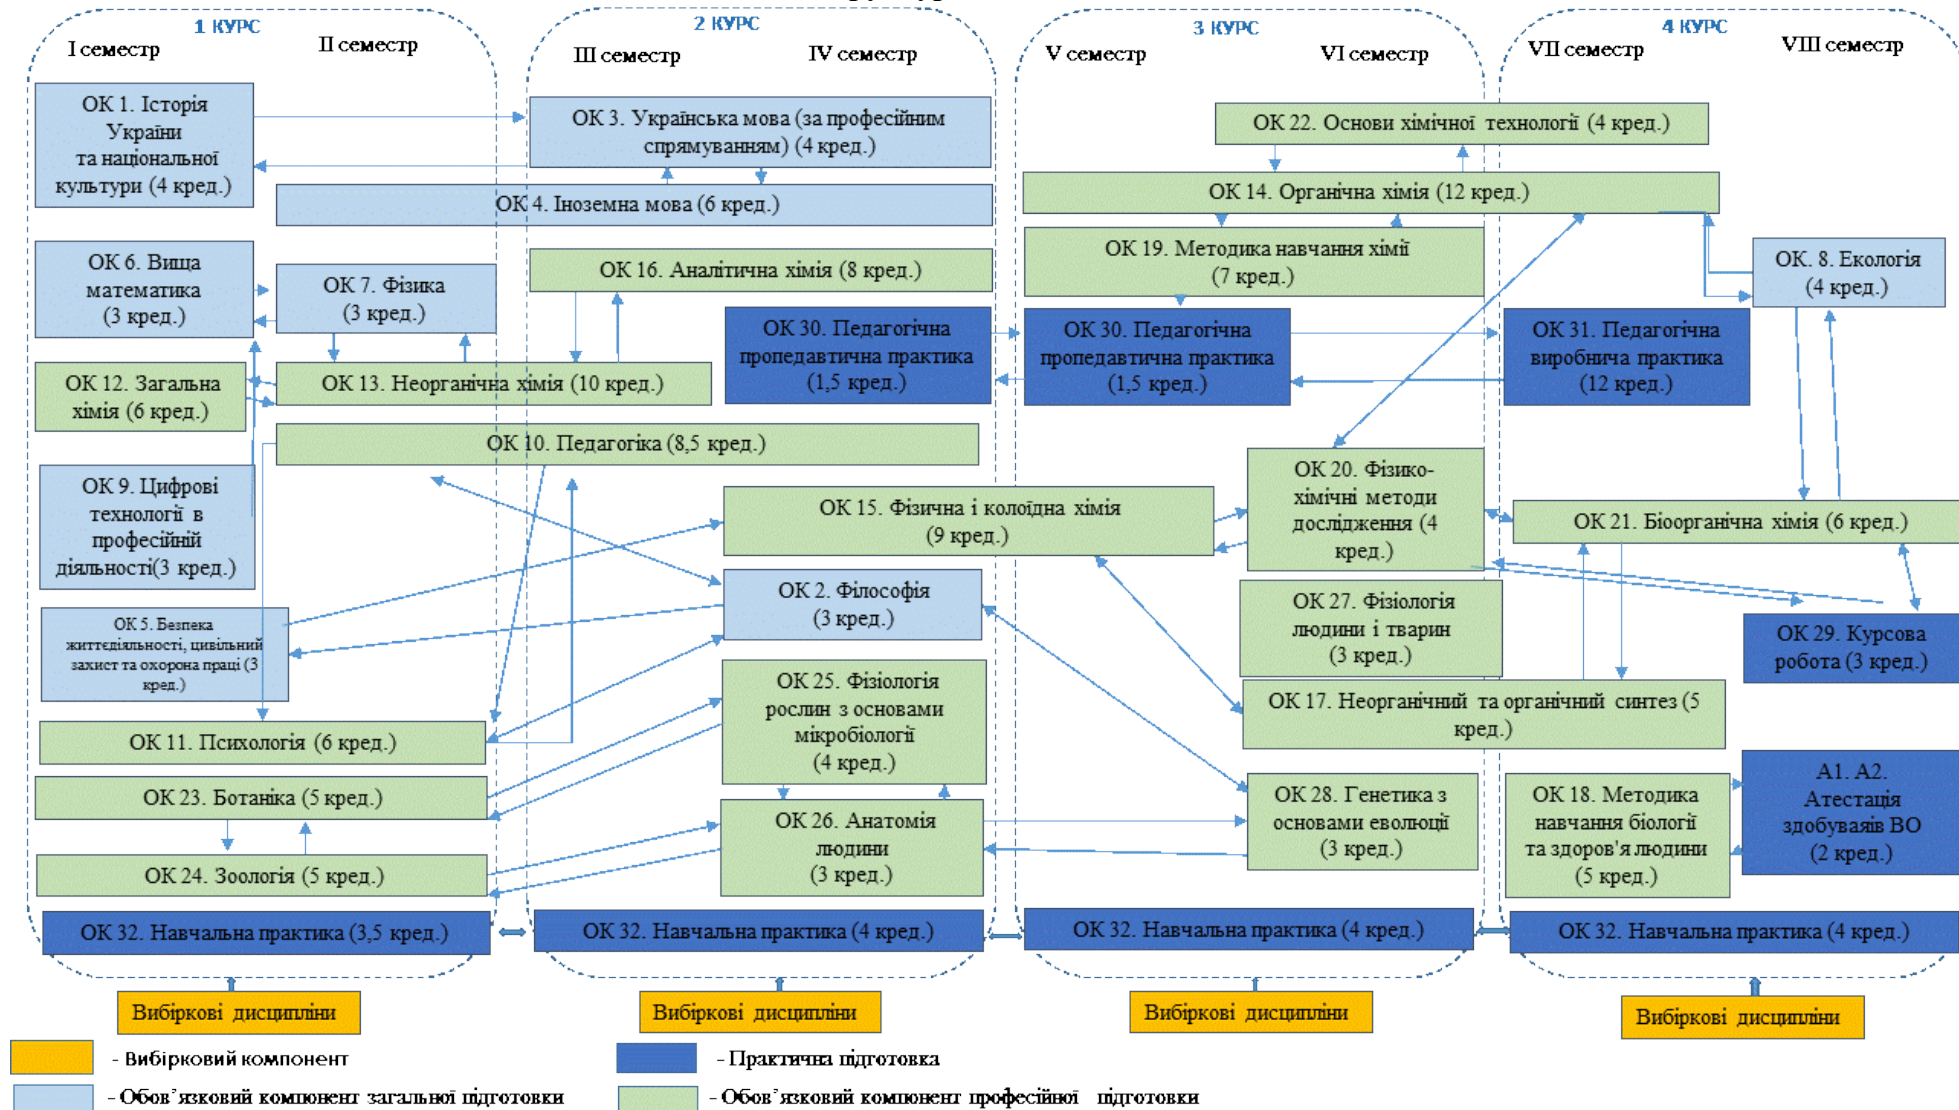 1 КУРС
2 КУРС
3 КУРС
4 КУРС
I семестр
II семестр
III семестр
IV семестр
V семестр
VI семестр
VII семестр
VIII семестр
ОК 1. Історія
України
та національної
культури (4 кред.)
ОК 3. Українська мова (за професійним
спрямуванням) (4 кред.)
ОК 22. Основи хімічної технології (4 кред.)
ОК 4. Іноземна мова (6 кред.)
ОК 14. Органічна хімія (12 кред.)
ОК 6. Вища
математика
(3 кред.)
ОК 7. Фізика
(3 кред.)
ОК 16. Аналітична хімія (8 кред.)
ОК 19. Методика навчання хімії
(7 кред.)
ОК. 8. Екологія
(4 кред.)
ОК 30. Педагогічна
пропедавтична практика
(1,5 кред.)
ОК 30. Педагогічна
пропедавтична практика
(1,5 кред.)
ОК 31. Педагогічна
виробнича практика
(12 кред.)
ОК 12. Загальна
хімія (6 кред.)
ОК 13. Неорганічна хімія (10 кред.)
ОК 10. Педагогіка (8,5 кред.)
ОК 9. Цифрові
технології в
професійній
діяльності(3 кред.)
ОК 15. Фізична і колоїдна хімія
(9 кред.)
ОК 20. Фізико-
хімічні методи
дослідження (4
кред.)
ОК 21. Біоорганічна хімія (6 кред.)
ОК 5. Безпека
життєдіяльності, цивільний
захист та охорона праці (3
кред.)
ОК 2. Філософія
(3 кред.)
ОК 27. Фізіологія
людини і тварин
(3 кред.)
ОК 29. Курсова
робота (3 кред.)
ОК 11. Психологія (6 кред.)
ОК 25. Фізіологія
рослин з основами
мікробіології
(4 кред.)
ОК 17. Неорганічний та органічний синтез (5
кред.)
ОК 23. Ботаніка (5 кред.)
ОК 24. Зоологія (5 кред.)
ОК 26. Анатомія
людини
(3 кред.)
ОК 28. Генетика з
основами еволюції
(3 кред.)
ОК 18. Методика
навчання біології
та здоров'я людини
(5 кред.)
А1. А2.
Атестація
здобуваяів ВО
(2 кред.)
ОК 32. Навчальна практика (3,5 кред.)
ОК 32. Навчальна практика (4 кред.)
ОК 32. Навчальна практика (4 кред.)
ОК 32. Навчальна практика (4 кред.)
Вибіркові дисципліни
Вибіркові дисципліни
Вибіркові дисципліни
Вибіркові дисципліни
- Вибірковий компонент
- Практична підготовка
- Обов’язковий компонент загальної підготовки
- Обов’язковий компонент професійної підготовки